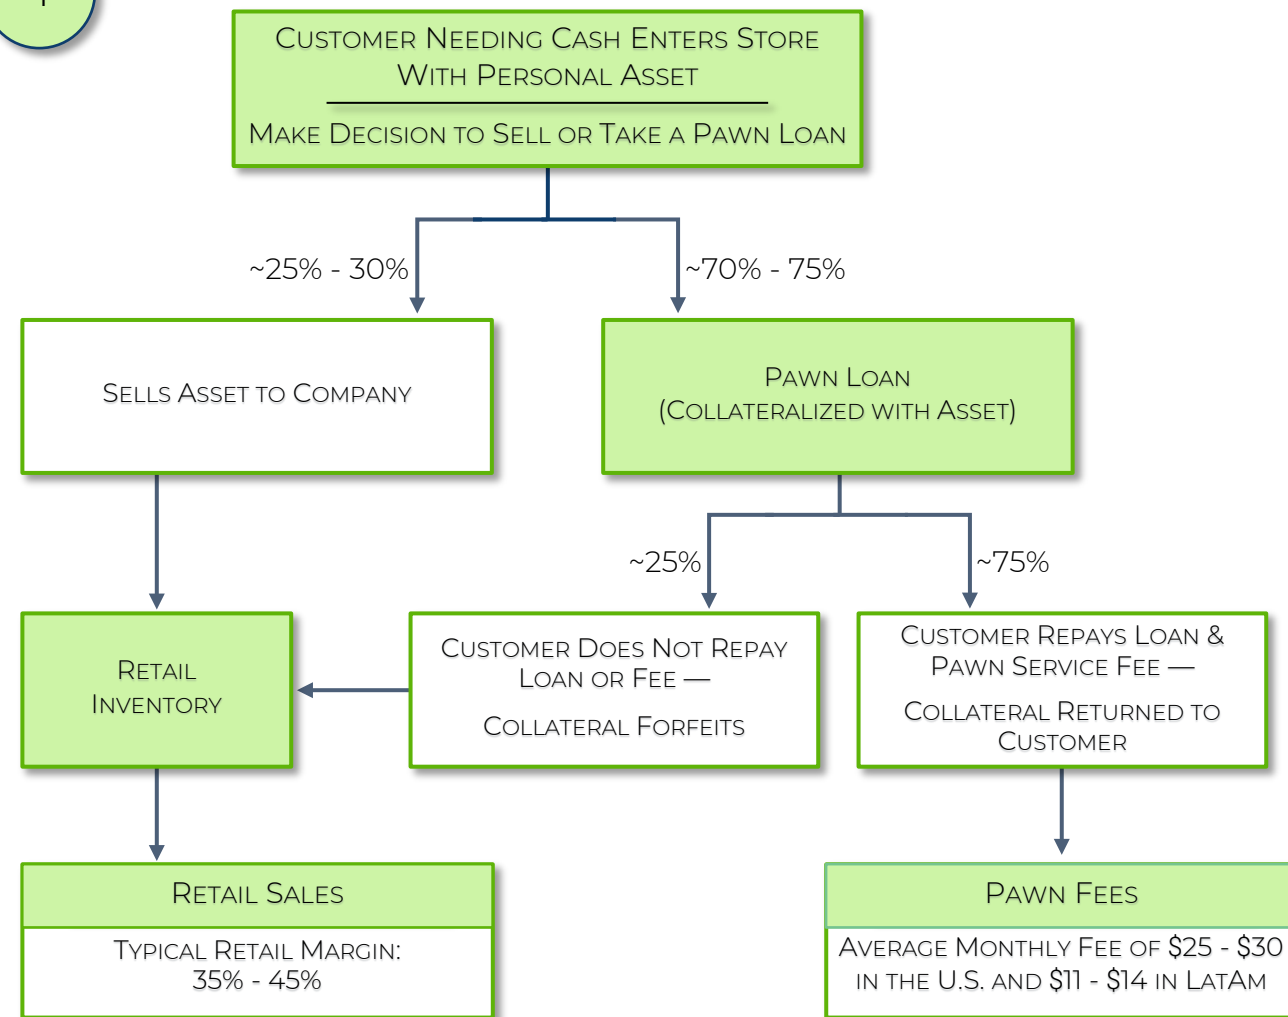 CUSTOMER NEEDING CASH ENTERS STORE
WITH PERSONAL ASSET
MAKE DECISION TO SELL OR TAKE A PAWN LOAN
~25% - 30%
~70% - 75%
SELLS ASSET TO COMPANY
PAWN LOAN
(COLLATERALIZED WITH ASSET)
~25%
~75%
RETAIL
INVENTORY
CUSTOMER DOES NOT REPAY
LOAN OR FEE —
COLLATERAL FORFEITS
CUSTOMER REPAYS LOAN &
PAWN SERVICE FEE —
COLLATERAL RETURNED TO
CUSTOMER
RETAIL SALES
TYPICAL RETAIL MARGIN:
35% - 45%
PAWN FEES
AVERAGE MONTHLY FEE OF $25 - $30
IN THE U.S. AND $11 - $14 IN LATAM